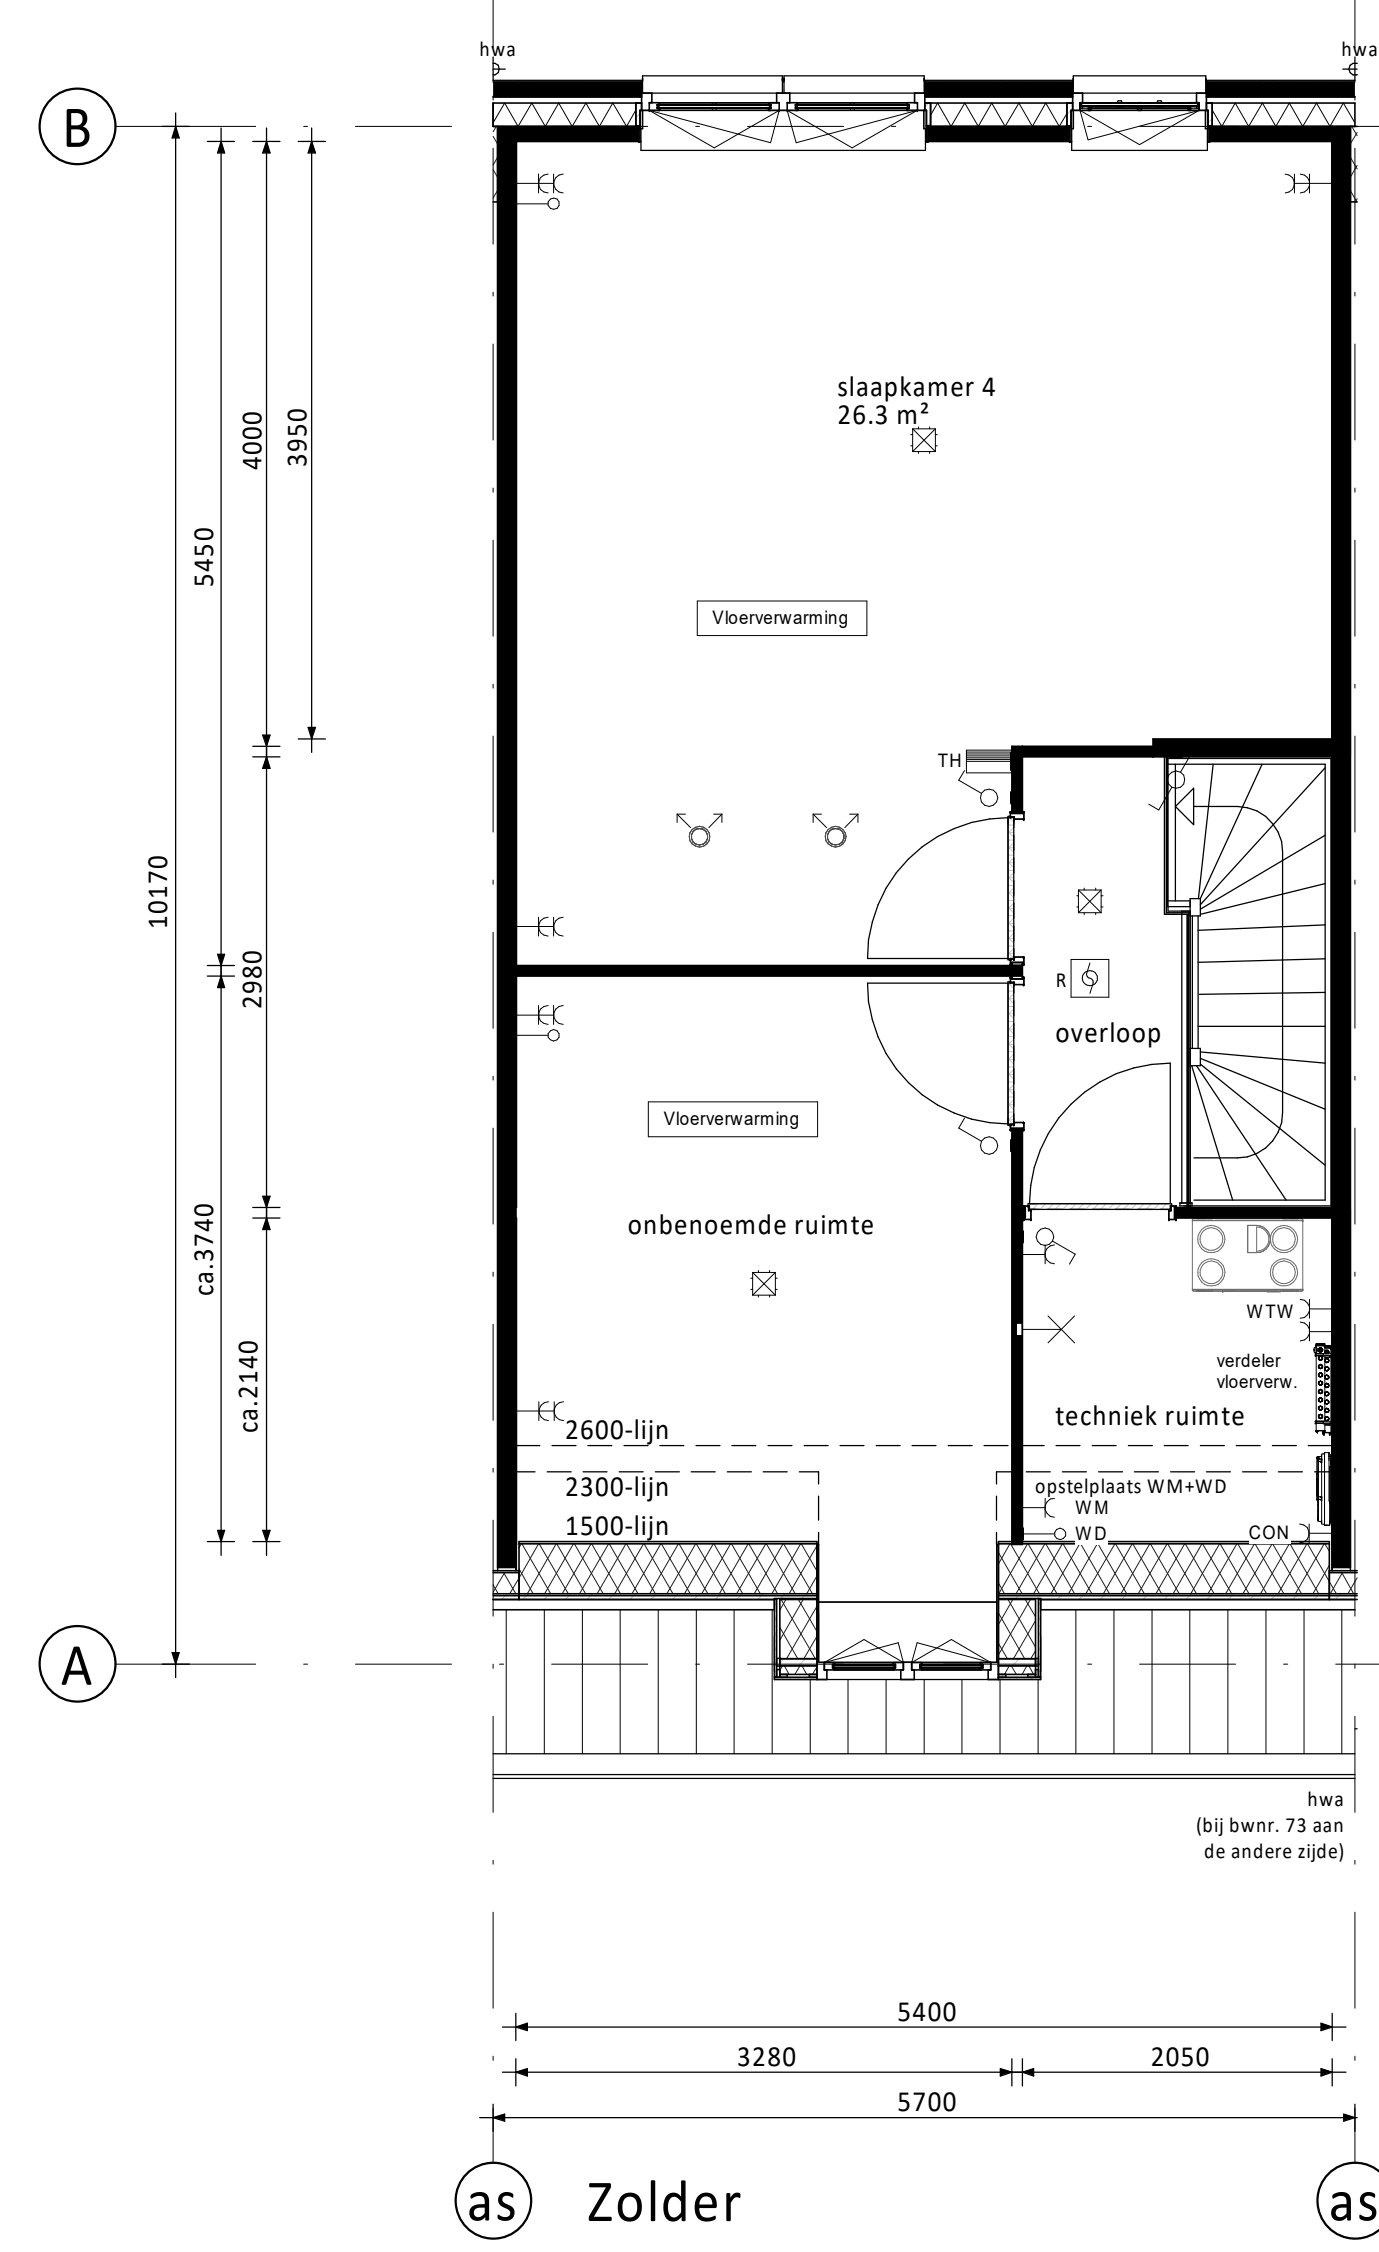 hwa
hwa
B
slaapkamer 4
26.3 m²
3950
4000
5450
Vloerverwarming
TH
10170
2980
R
overloop
Vloerverwarming
onbenoemde ruimte
ca.3740
ca.2140
WTW
verdeler
vloerverw.
techniek ruimte
2600-lijn
2300-lijn
1500-lijn
opstelplaats WM+WD
WM
WD
CON
A
hwa
(bij bwnr. 73 aan
de andere zijde)
5400
3280
2050
5700
as
Zolder
as